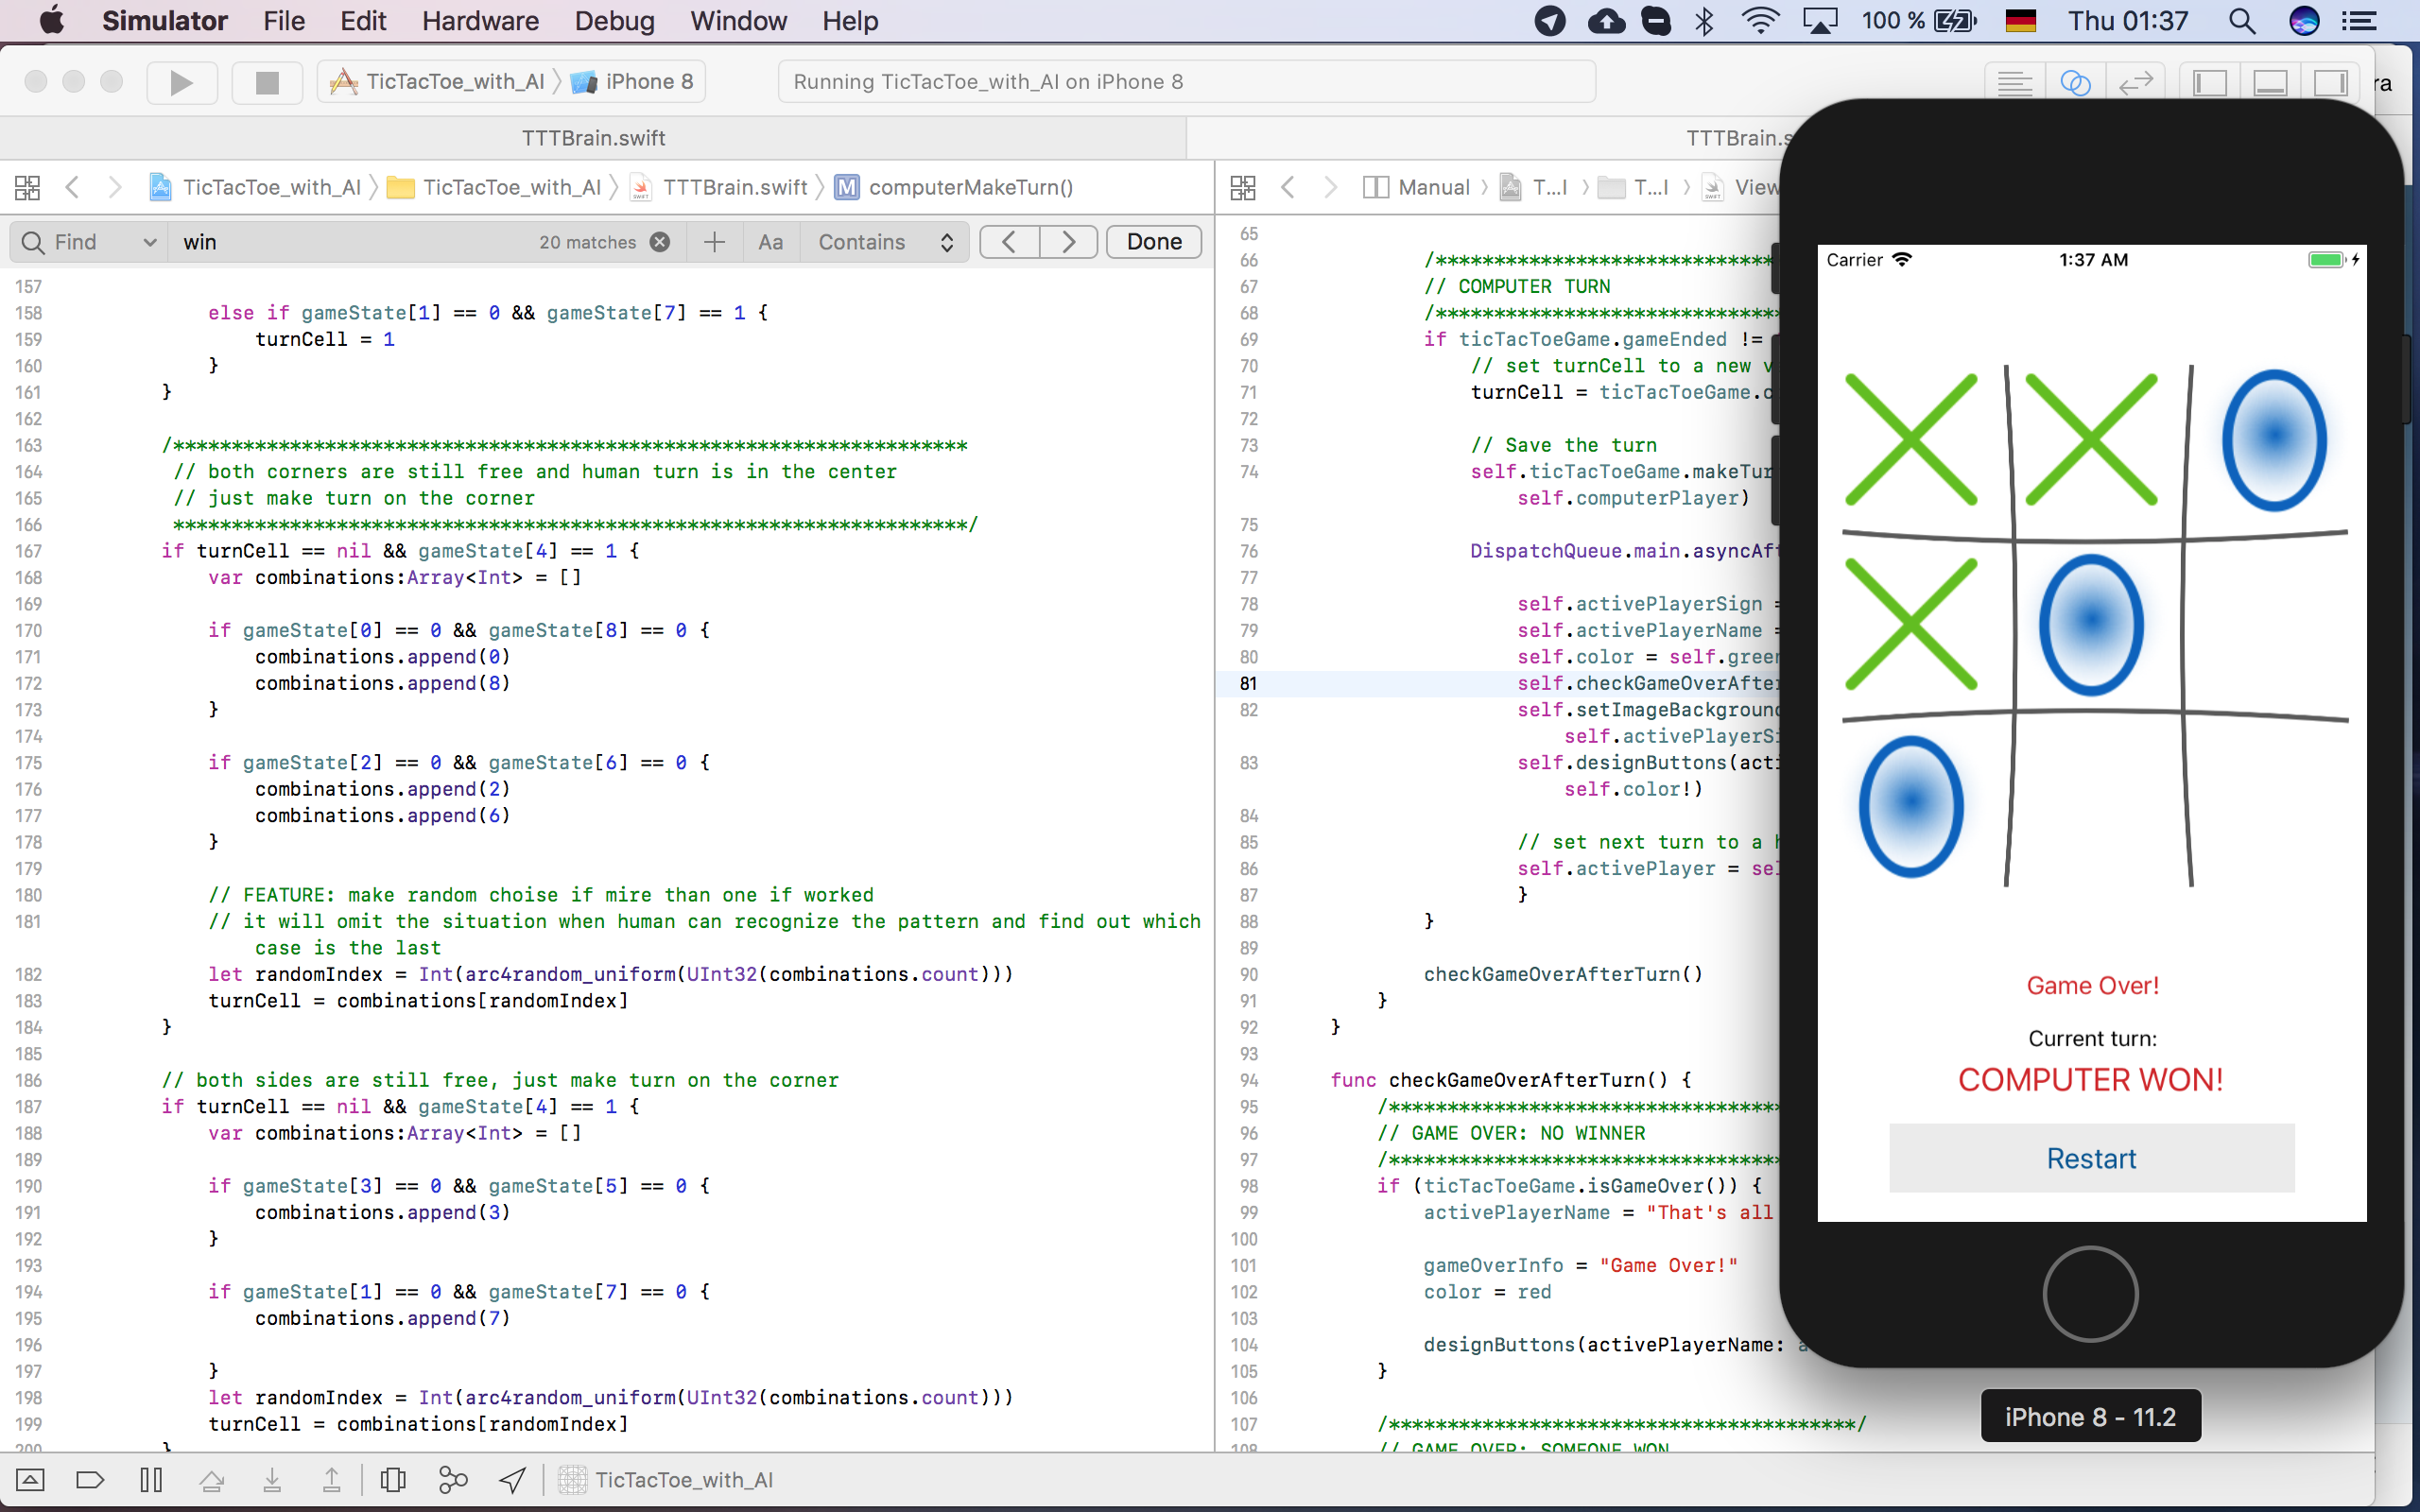 Simulator File Edit Hardware Debug Window Help 100 % Thu 01:37
TicTacToe_with_AI iPhone 8 Running TicTacToe_with_AI on iPhone 8
ra
TTTBrain.swift
TTTBrain.s
TicTacToe_with_AI TicTacToe_with_AI TTTBrain.swift M computerMakeTurn()
Find win 20 matches Aa Contains Done
157
158 else if gameState[1] == 0 && gameState[7] == 1 {
159 turnCell = 1
160 }
161 }
162
163 /********************************************************************
164 // both corners are still free and human turn is in the center
165 // just make turn on the corner
166 ********************************************************************/
167 if turnCell == nil && gameState[4] == 1 {
168 var combinations:Array<Int> = []
169
170 if gameState[0] == 0 && gameState[8] == 0 {
171 combinations.append(0)
172 combinations.append(8)
173 }
174
175 if gameState[2] == 0 && gameState[6] == 0 {
176 combinations.append(2)
177 combinations.append(6)
178 }
179
180 // FEATURE: make random choise if mire than one if worked
181 // it will omit the situation when human can recognize the pattern and find out which
case is the last
182 let randomIndex = Int(arc4random_uniform(UInt32(combinations.count)))
183 turnCell = combinations[randomIndex]
184 }
185
186 // both sides are still free, just make turn on the corner
187 if turnCell == nil && gameState[4] == 1 {
188 var combinations:Array<Int> = []
189
190 if gameState[3] == 0 && gameState[5] == 0 {
191 combinations.append(3)
192 }
193
194 if gameState[1] == 0 && gameState[7] == 0 {
195 combinations.append(7)
196
197 }
198 let randomIndex = Int(arc4random_uniform(UInt32(combinations.count)))
199 turnCell = combinations[randomIndex]
200 }
Manual T...I T...I View
65
66 /*****************************
67 // COMPUTER TURN
68 /*****************************
69 if ticTacToeGame.gameEnded !=
70 // set turnCell to a new v
71 turnCell = ticTacToeGame.c
72
73 // Save the turn
74 self.ticTacToeGame.makeTur
self.computerPlayer)
75
76 DispatchQueue.main.asyncAft
77
78 self.activePlayerSign =
79 self.activePlayerName =
80 self.color = self.green
81 self.checkGameOverAfter
82 self.setImageBackground
self.activePlayerSi
83 self.designButtons(acti
self.color!)
84
85 // set next turn to a h
86 self.activePlayer = sel
87 }
88 }
89
90 checkGameOverAfterTurn()
91 }
92 }
93
94 func checkGameOverAfterTurn() {
95 /*********************************
96 // GAME OVER: NO WINNER
97 /*********************************
98 if (ticTacToeGame.isGameOver()) {
99 activePlayerName = "That's all
100
101 gameOverInfo = "Game Over!"
102 color = red
103
104 designButtons(activePlayerName: a
105 }
106
107 /****************************************/
108 // GAME OVER: SOMEONE WON
Carrier 1:37 AM
Game Over!
Current turn:
COMPUTER WON!
Restart
iPhone 8 - 11.2
TicTacToe_with_AI